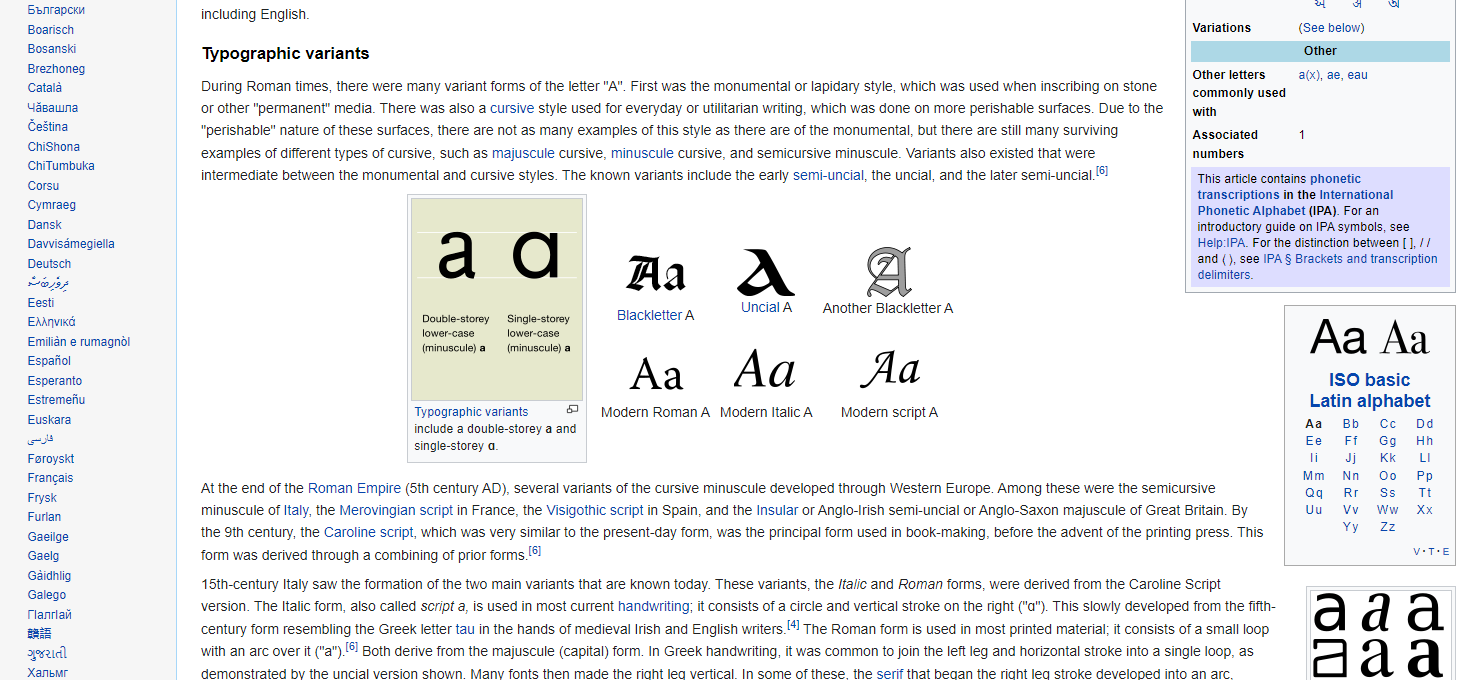 Български
Boarisch
Bosanski
Brezhoneg
Català
Чӑвашла
Čeština
ChiShona
ChiTumbuka
Corsu
Cymraeg
Dansk
Davvisámegiella
Deutsch
ދިވެހިބަސް
Eesti
Ελληνικά
Emiliàn e rumagnòl
Español
Esperanto
Estremeñu
Euskara
فارسی
Føroyskt
Français
Frysk
Furlan
Gaeilge
Gaelg
Gàidhlig
Galego
ГӀалгӀай
贛語
ગુજરાતી
Хальмг
including English.
Typographic variants
During Roman times, there were many variant forms of the letter "A". First was the monumental or lapidary style, which was used when inscribing on stone
or other "permanent" media. There was also a cursive style used for everyday or utilitarian writing, which was done on more perishable surfaces. Due to the
"perishable" nature of these surfaces, there are not as many examples of this style as there are of the monumental, but there are still many surviving
examples of different types of cursive, such as majuscule cursive, minuscule cursive, and semicursive minuscule. Variants also existed that were
intermediate between the monumental and cursive styles. The known variants include the early semi-uncial, the uncial, and the later semi-uncial.[6]
a ɑ
Double-storey
lower-case
(minuscule) a
Single-storey
lower-case
(minuscule) a
Typographic variants
include a double-storey a and
single-storey ɑ.
Aa
Blackletter A
A
Uncial A
A
Another Blackletter A
Aa
Modern Roman A
Aa
Modern Italic A
Aa
Modern script A
At the end of the Roman Empire (5th century AD), several variants of the cursive minuscule developed through Western Europe. Among these were the semicursive
minuscule of Italy, the Merovingian script in France, the Visigothic script in Spain, and the Insular or Anglo-Irish semi-uncial or Anglo-Saxon majuscule of Great Britain. By
the 9th century, the Caroline script, which was very similar to the present-day form, was the principal form used in book-making, before the advent of the printing press. This
form was derived through a combining of prior forms.[6]
15th-century Italy saw the formation of the two main variants that are known today. These variants, the Italic and Roman forms, were derived from the Caroline Script
version. The Italic form, also called script a, is used in most current handwriting; it consists of a circle and vertical stroke on the right ("ɑ"). This slowly developed from the fifth-
century form resembling the Greek letter tau in the hands of medieval Irish and English writers.[4] The Roman form is used in most printed material; it consists of a small loop
with an arc over it ("a").[6] Both derive from the majuscule (capital) form. In Greek handwriting, it was common to join the left leg and horizontal stroke into a single loop, as
demonstrated by the uncial version shown. Many fonts then made the right leg vertical. In some of these, the serif that began the right leg stroke developed into an arc,
Variations (See below)
Other
Other letters
commonly used
with
a(x), ae, eau
Associated
numbers
1
This article contains phonetic
transcriptions in the International
Phonetic Alphabet (IPA). For an
introductory guide on IPA symbols, see
Help:IPA. For the distinction between [ ], / /
and ⟨ ⟩, see IPA § Brackets and transcription
delimiters.
Aa Aa
ISO basic
Latin alphabet
Aa Bb Cc Dd
Ee Ff Gg Hh
Ii Jj Kk Ll
Mm Nn Oo Pp
Qq Rr Ss Tt
Uu Vv Ww Xx
Yy Zz
V · T · E
a a a
a a a